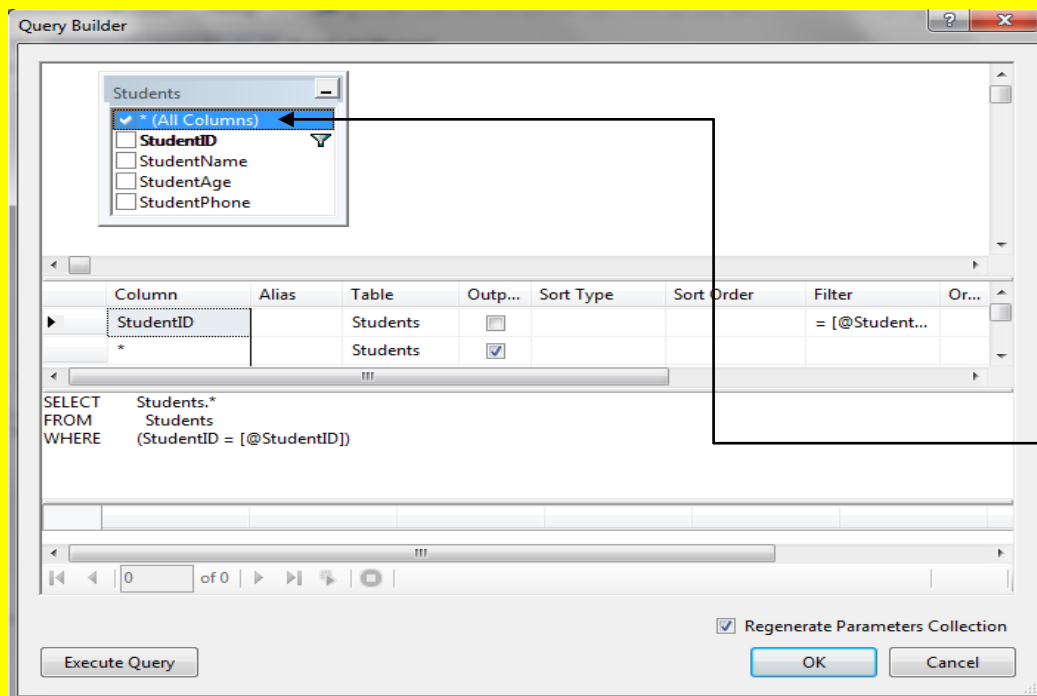 Query Builder
Students
* (All Columns)
StudentID
StudentName
StudentAge
StudentPhone
Column Alias Table Outp... Sort Type Sort Order Filter Or...
StudentID Students = [@Student...
* Students
SELECT Students.*
FROM Students
WHERE (StudentID = [@StudentID])
0 of 0
Regenerate Parameters Collection
Execute Query OK Cancel